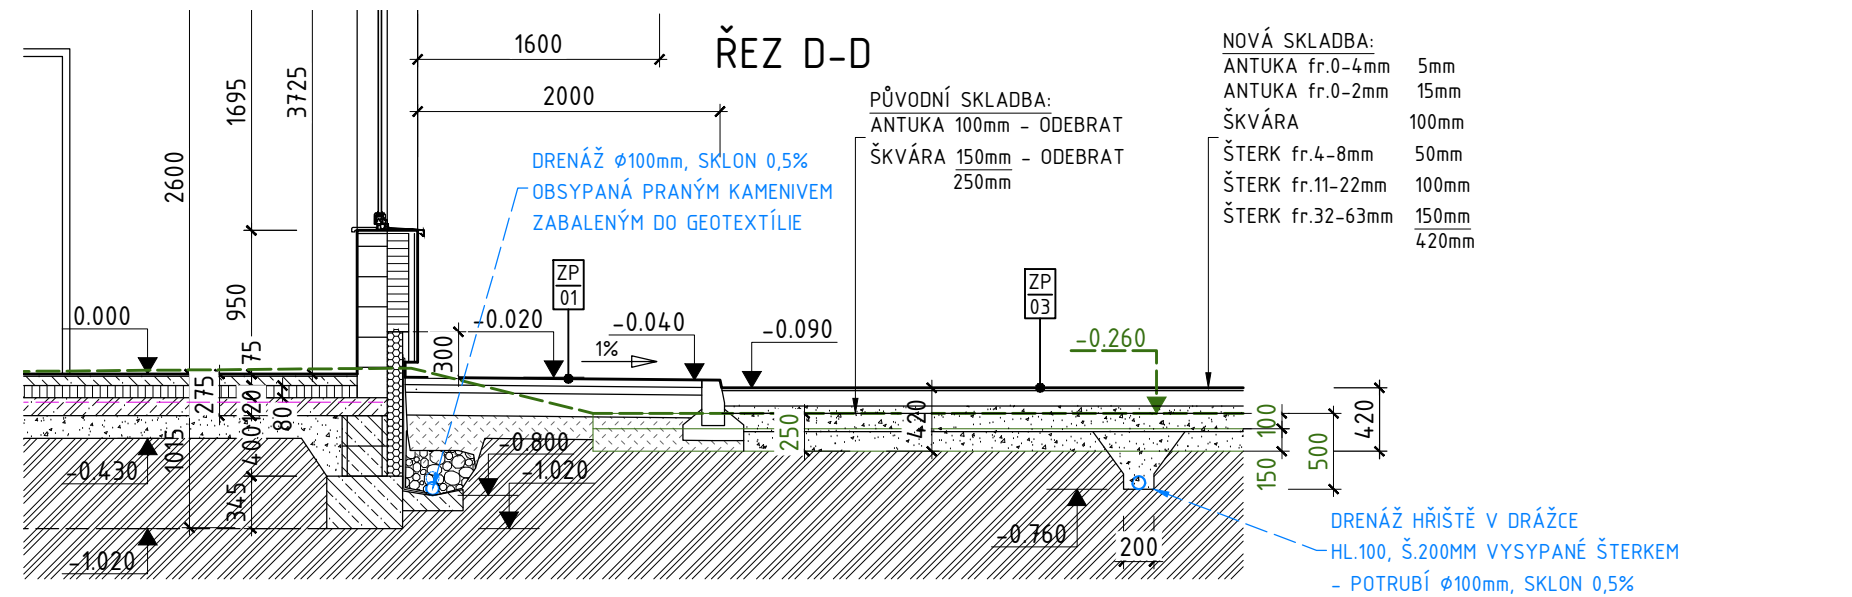 ŘEZ D-D
1600
2000
1695
3725
2600
950
75
275
120
80
400
1015
345
300
0.000
-0.430
-1.020
DRENÁŽ Ø100mm, SKLON 0,5%
OBSYPANÁ PRANÝM KAMENIVEM
ZABALENÝM DO GEOTEXTÍLIE
PŮVODNÍ SKLADBA:
ANTUKA 100mm - ODEBRAT
ŠKVÁRA 150mm - ODEBRAT
250mm
NOVÁ SKLADBA:
ANTUKA fr.0-4mm 5mm
ANTUKA fr.0-2mm 15mm
ŠKVÁRA 100mm
ŠTERK fr.4-8mm 50mm
ŠTERK fr.11-22mm 100mm
ŠTERK fr.32-63mm 150mm
420mm
ZP
01
ZP
03
-0.020
1%
-0.040
-0.090
-0.260
-0.800
-1.020
250
420
100
150
500
420
-0.760
200
DRENÁŽ HŘIŠTĚ V DRÁŽCE
HL.100, Š.200MM VYSYPANÉ ŠTERKEM
- POTRUBÍ Ø100mm, SKLON 0,5%